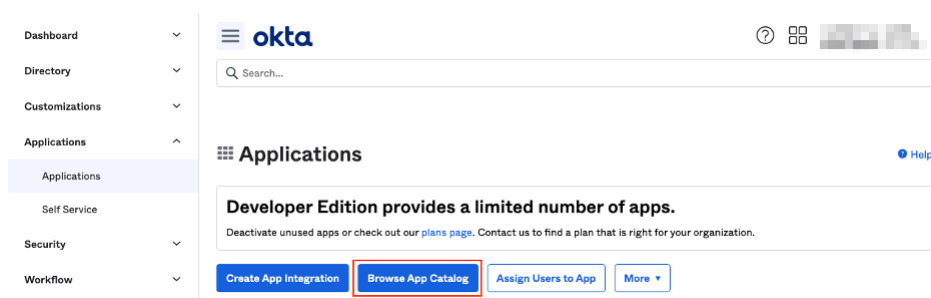 Dashboard
Directory
Customizations
Applications
Applications
Self Service
Security
Workflow
okta
Search...
Applications
Help
Developer Edition provides a limited number of apps.
Deactivate unused apps or check out our plans page. Contact us to find a plan that is right for your organization.
Create App Integration
Browse App Catalog
Assign Users to App
More